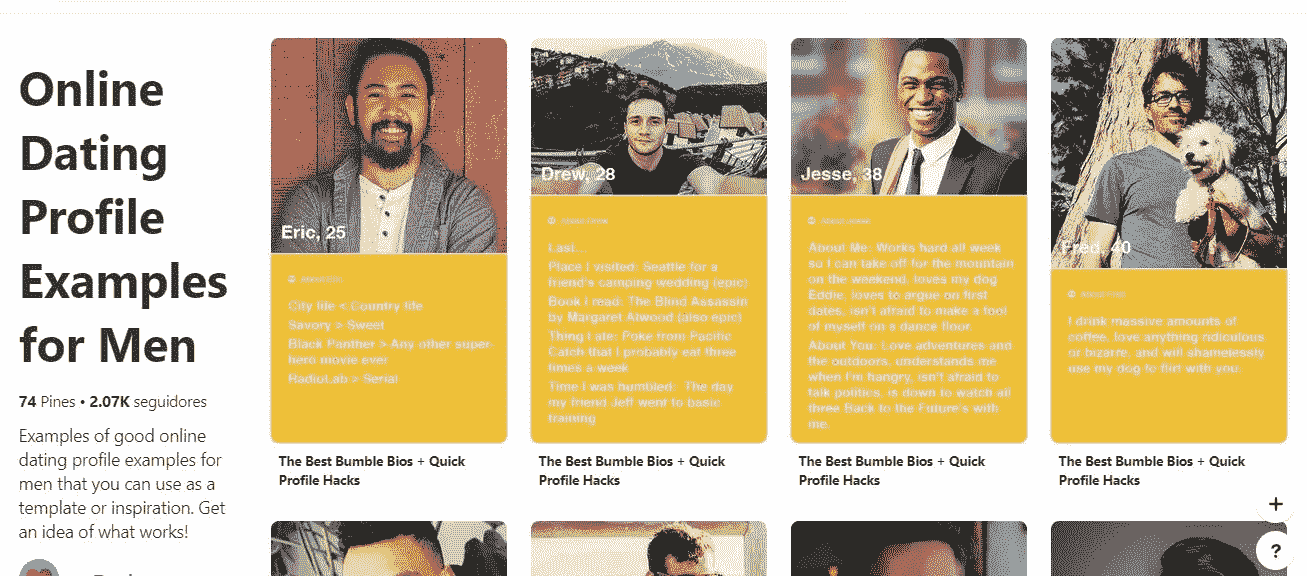 Online
Dating
Profile
Examples
for Men
74 Pines • 2.07K seguidores
Examples of good online
dating profile examples for
men that you can use as a
template or inspiration. Get
an idea of what works!
Eric, 25
City life < Country life
Savory > Sweet
Black Panther > Any other super-
hero movie ever
RadioLab > Serial
The Best Bumble Bios + Quick
Profile Hacks
Drew, 28
About Drew
Last...
Place I visited: Seattle for a
friend's camping wedding (epic)
Book I read: The Blind Assassin
by Margaret Atwood (also epic)
Thing I ate: Poke from Pacific
Catch that I probably eat three
times a week
Time I was humbled: The day
my friend Jeff went to basic
training
The Best Bumble Bios + Quick
Profile Hacks
Jesse, 38
About Jesse
About Me: Works hard all week
so I can take off for the mountain
on the weekend, loves my dog
Eddie, loves to argue on first
dates, isn't afraid to make a fool
of myself on a dance floor
About You: Love adventures and
the outdoors, understands me
when I'm hangry, isn't afraid to
talk politics, is down to watch all
three Back to the Future's with
me.
The Best Bumble Bios + Quick
Profile Hacks
Fred, 40
I drink massive amounts of
coffee, love anything ridiculous
or bizarre, and will shamelessly
use my dog to flirt with you.
The Best Bumble Bios + Quick
Profile Hacks
+
?